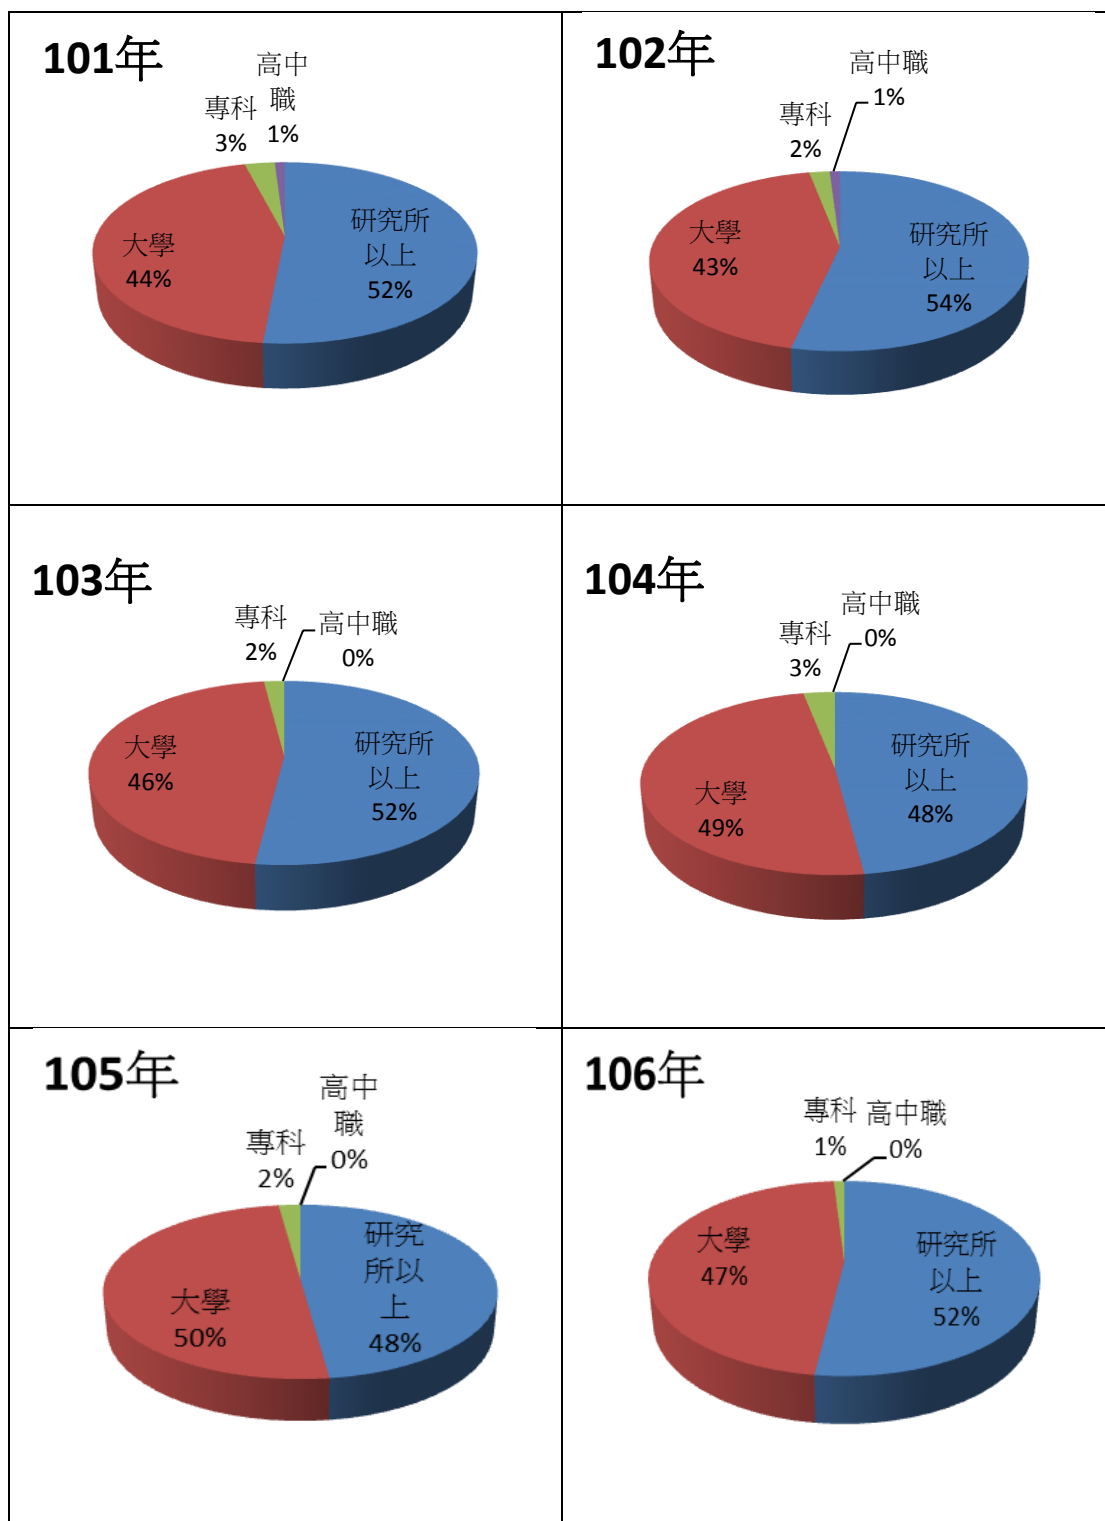 101年
高中
職
1%
專科
3%
大學
44%
研究所
以上
52%
102年
高中職
1%
專科
2%
大學
43%
研究所
以上
54%
103年
專科
2%
高中職
0%
大學
46%
研究所
以上
52%
104年
高中職
0%
專科
3%
大學
49%
研究所
以上
48%
105年
高中
職
0%
專科
2%
大學
50%
研究
所以
上
48%
106年
專科
1%
高中職
0%
大學
47%
研究所
以上
52%